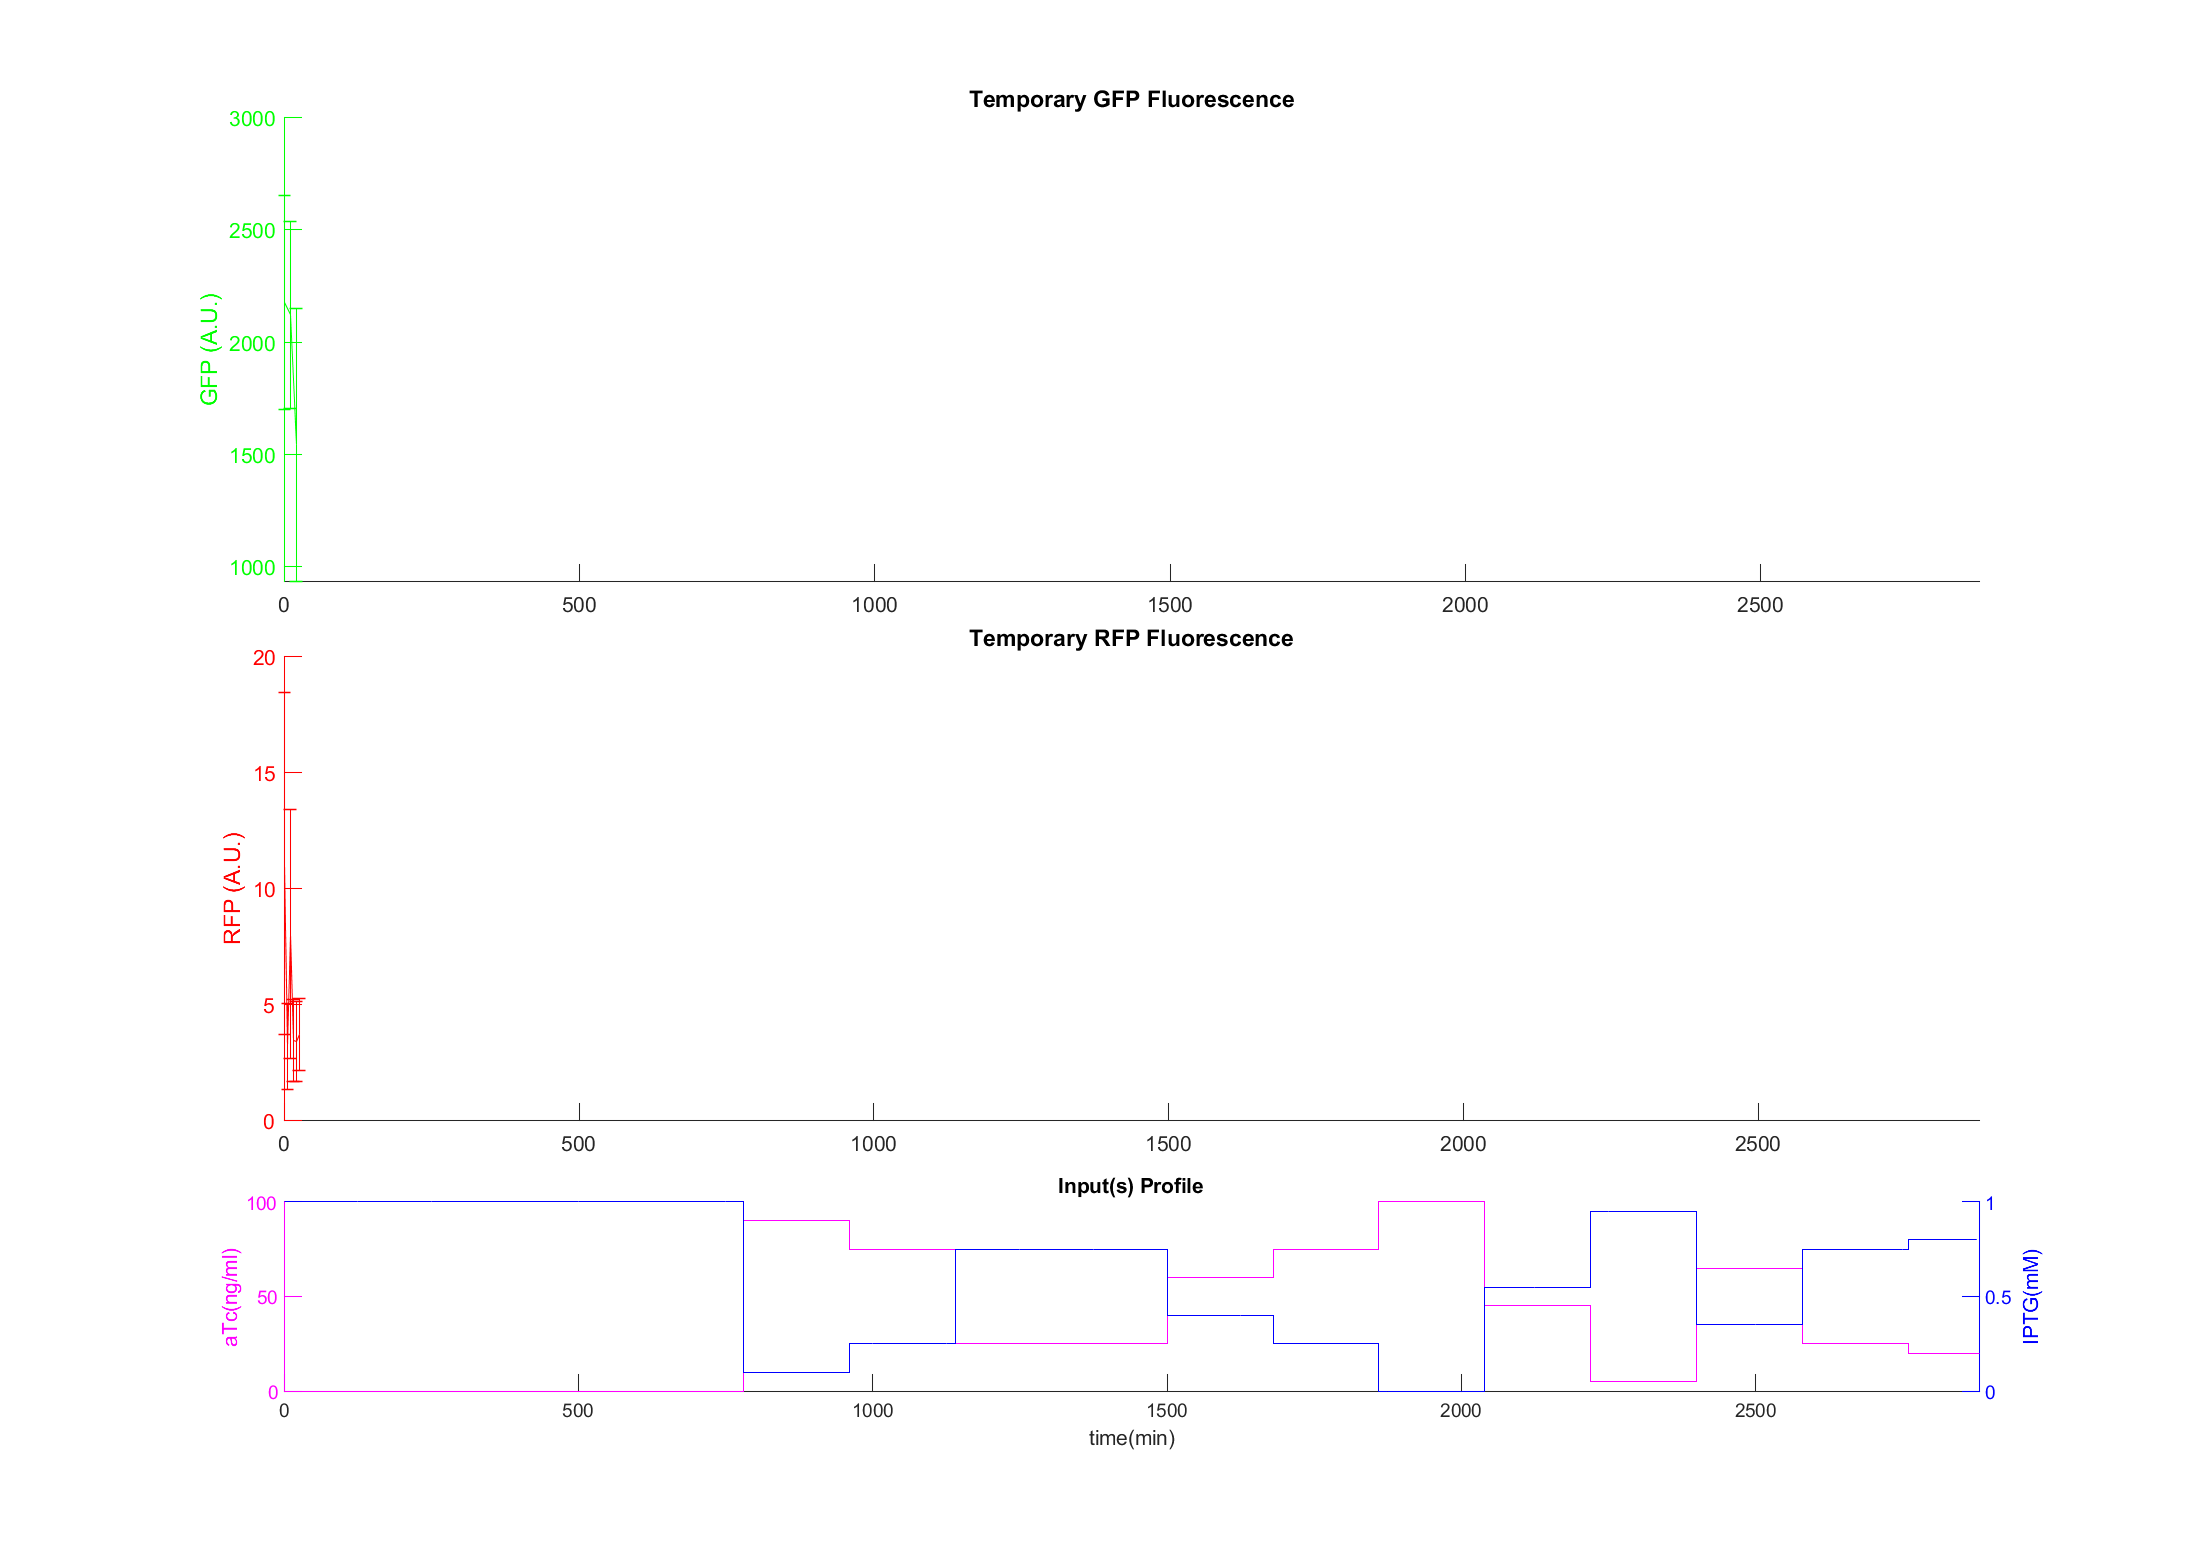 Temporary GFP Fluorescence
3000
2500
2000
1500
1000
GFP (A.U.)
0 500 1000 1500 2000 2500
Temporary RFP Fluorescence
20
15
10
5
0
RFP (A.U.)
0 500 1000 1500 2000 2500
Input(s) Profile
100
50
0
aTc(ng/ml)
1
0.5
0
IPTG(mM)
0 500 1000 1500 2000 2500
time(min)